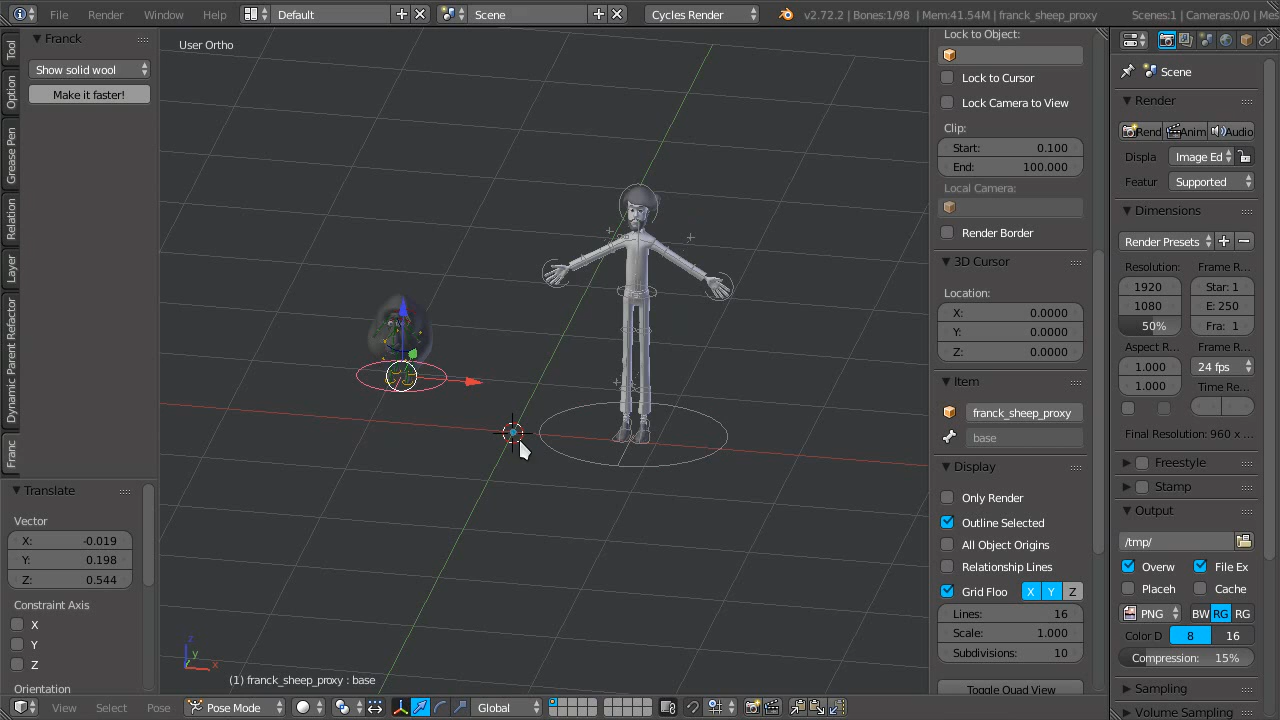 File Render Window Help Default Scene Cycles Render v2.72.2 | Bones:1/98 | Mem:41.54M | franck_sheep_proxy Scenes:1 | Cameras:0/0 | Mes
Tool
Option
Grease Pen
Relation
Layer
Dynamic Parent Refactor
Franc
Franck
Show solid wool
Make it faster!
Translate
Vector
X: -0.019
Y: 0.198
Z: 0.544
Constraint Axis
X
Y
Z
Orientation
User Ortho
z
y
x
(1) franck_sheep_proxy : base
View Select Pose Pose Mode Global
Lock to Object:
Lock to Cursor
Lock Camera to View
Clip:
Start: 0.100
End: 100.000
Local Camera:
Render Border
3D Cursor
Location:
X: 0.0000
Y: 0.0000
Z: 0.0000
Item
franck_sheep_proxy
base
Display
Only Render
Outline Selected
All Object Origins
Relationship Lines
Grid Floo X Y Z
Lines: 16
Scale: 1.000
Subdivisions: 10
Toggle Quad View
Scene
Render
Rend Anim Audio
Displa Image Ed
Featur Supported
Dimensions
Render Presets
Resolution: Frame R...
1920 Star: 1
1080 E: 250
50% Fra: 1
Aspect R... Frame R...
1.000 24 fps
1.000 Time Re...
Final Resolution: 960 x ...
Freestyle
Stamp
Output
/tmp/
Overw File Ex
Placeh Cache
PNG BW RG RG
Color D 8 16
Compression: 15%
Sampling
Volume Sampling